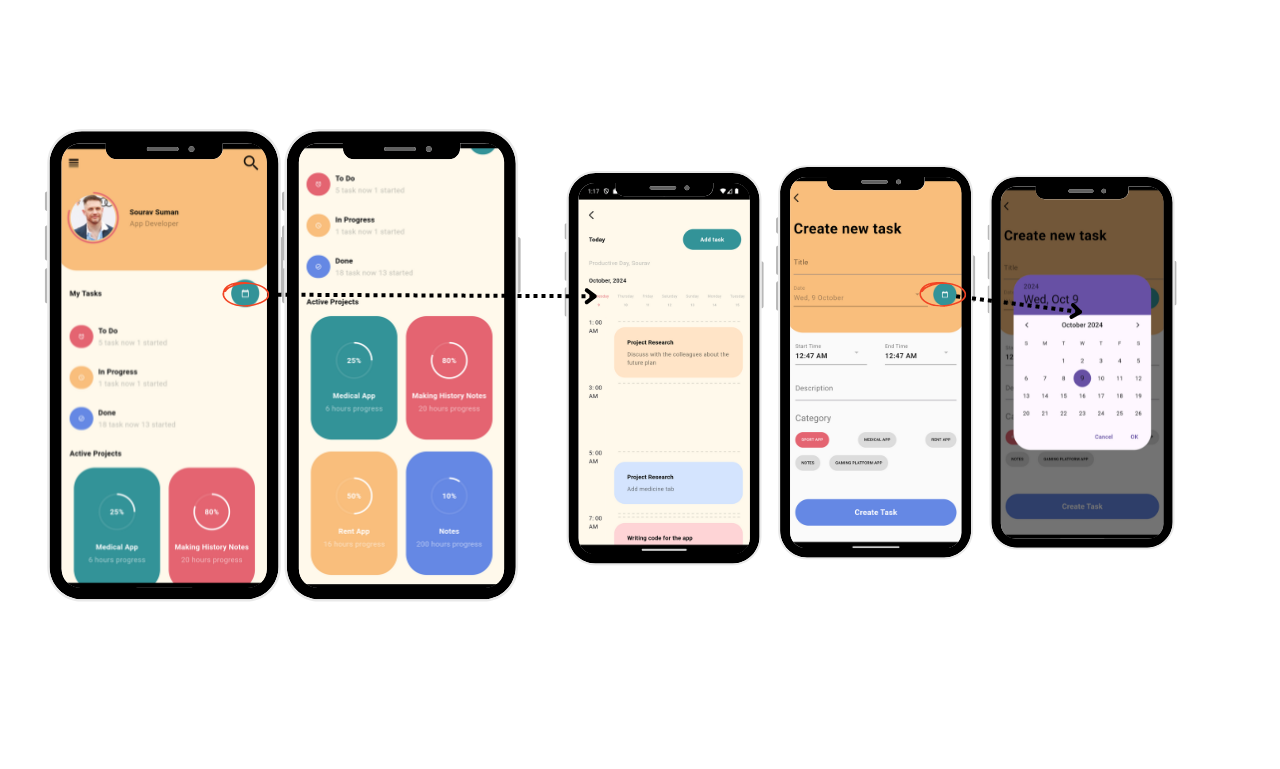 Sourav Suman
App Developer
My Tasks
To Do
5 task now 1 started
In Progress
1 task now 1 started
Done
18 task now 13 started
Active Projects
25%
80%
Medical App
Making History Notes
6 hours progress
20 hours progress
To Do
5 task now 1 started
In Progress
1 task now 1 started
Done
18 task now 13 started
Active Projects
25%
80%
Medical App
Making History Notes
6 hours progress
20 hours progress
50%
10%
Rent App
Notes
hours progress
200 hours progress
1:17
Today
Add task
Productive Day, Sourav
October, 2024
1:00
AM
Project Research
Discuss with the colleagues about the
future plan
3:00
AM
5:00
AM
Project Research
Add medicine tab
7:00
AM
Writing code for the app
Create new task
Title
Date
Wed, 9 October
Start Time
End Time
12:47 AM
12:47 AM
Description
Category
SPORT APP
MEDICAL APP
RENT APP
NOTES
GAMING PLATFORM APP
Create Task
Create new task
Title
2024
Wed, Oct 9
October 2024
S M T W T F S
1 2 3 4 5
6 7 8 9 10 11 12
13 14 15 16 17 18 19
20 21 22 23 24 25 26
Cancel OK
NOTES
GAMING PLATFORM APP
Create Task